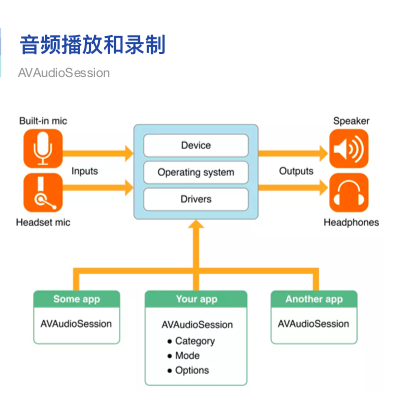 音频播放和录制
AVAudioSession
Built-in mic
Speaker
Device
Inputs
Operating system
Outputs
Drivers
Headset mic
Headphones
Some app
AVAudioSession
Your app
AVAudioSession
● Category
● Mode
● Options
Another app
AVAudioSession